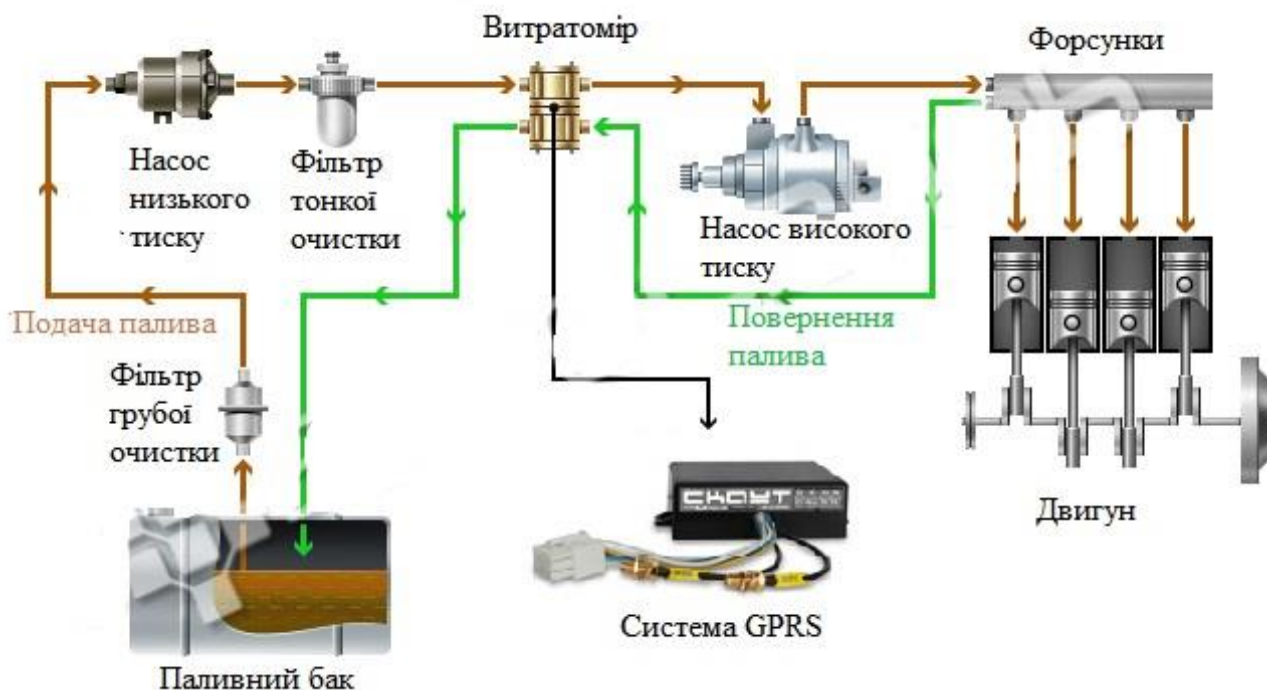 Витратомір
Форсунки
Насос
низького
тиску
Фільтр
тонкої
очистки
Насос високого
тиску
Подача палива
Повернення
палива
Фільтр
грубої
очистки
СКАУТ
Двигун
Система GPRS
Паливний бак